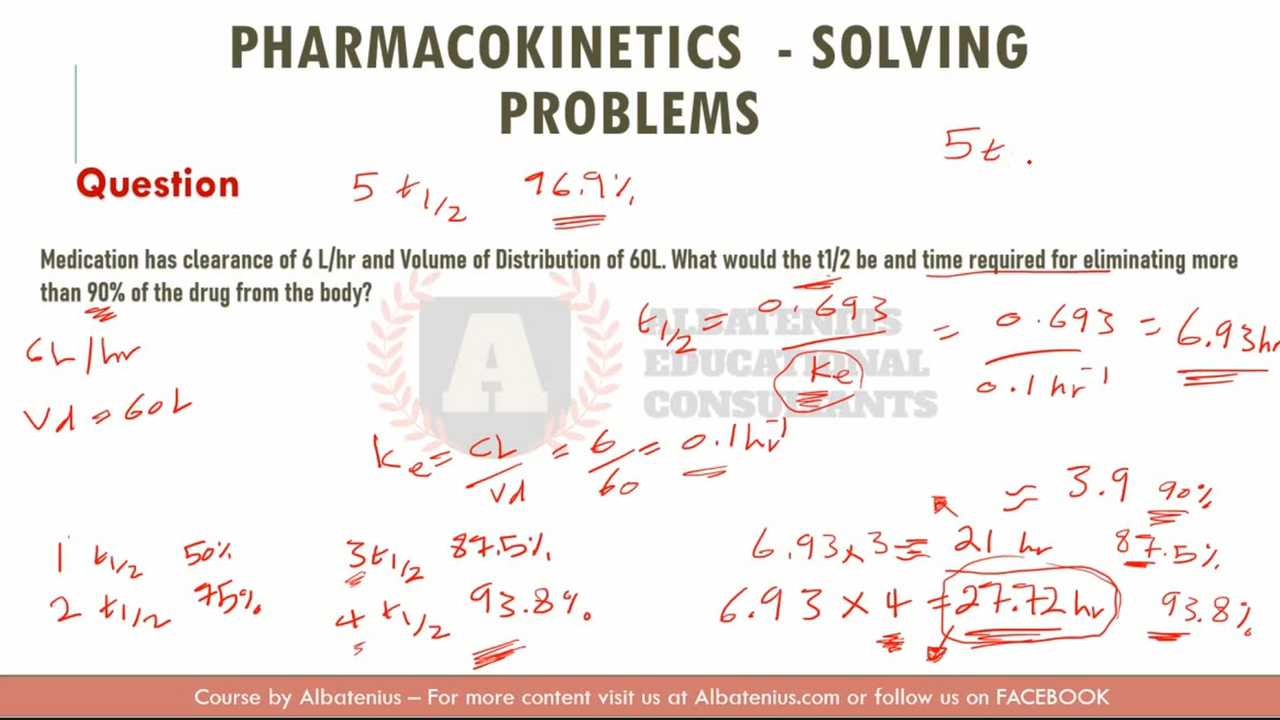 PHARMACOKINETICS - SOLVING
PROBLEMS
5t
Question
5 t1/2 96.9%
Medication has clearance of 6 L/hr and Volume of Distribution of 60L. What would the t1/2 be and time required for eliminating more
than 90% of the drug from the body?
6L/hr
Vd = 60L
t1/2 = 0.693 / Ke = 0.693 / 0.1 hr⁻¹ = 6.93hr
A
ALBATENIUS
EDUCATIONAL
CONSULTANTS
Ke = CL / Vd = 6 / 60 = 0.1 hr⁻¹
≈ 3.9 90%
1 t1/2 50%
2 t1/2 75%
3 t1/2 87.5%
4 t1/2 93.8%
5
6.93 x 3 = 21 hr 87.5%
6.93 x 4 = 27.72 hr 93.8%
Course by Albatenius – For more content visit us at Albatenius.com or follow us on FACEBOOK